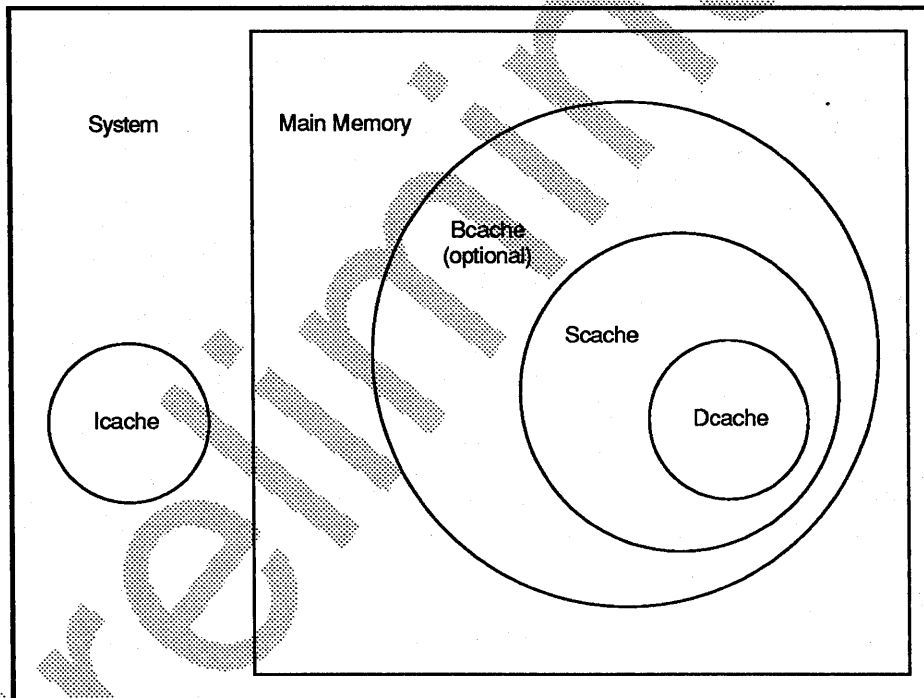 System
Main Memory
Bcache
(optional)
Scache
Icache
Dcache